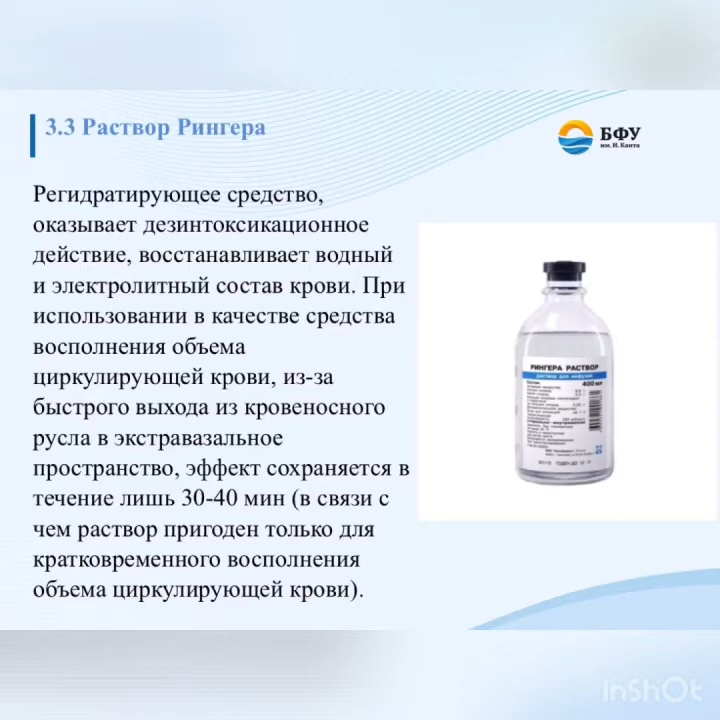 3.3 Раствор Рингера
БФУ
им. И. Канта
Регидратирующее средство,
оказывает дезинтоксикационное
действие, восстанавливает водный
и электролитный состав крови. При
использовании в качестве средства
восполнения объема
циркулирующей крови, из-за
быстрого выхода из кровеносного
русла в экстравазальное
пространство, эффект сохраняется в
течение лишь 30-40 мин (в связи с
чем раствор пригоден только для
кратковременного восполнения
объема циркулирующей крови).
РИНГЕРА РАСТВОР
раствор для инфузий
400 мл
InShOt